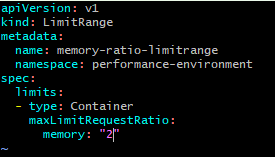 apiVersion: v1
kind: LimitRange
metadata:
  name: memory-ratio-limitrange
  namespace: performance-environment
spec:
  limits:
  - type: Container
    maxLimitRequestRatio:
      memory: "2"
~